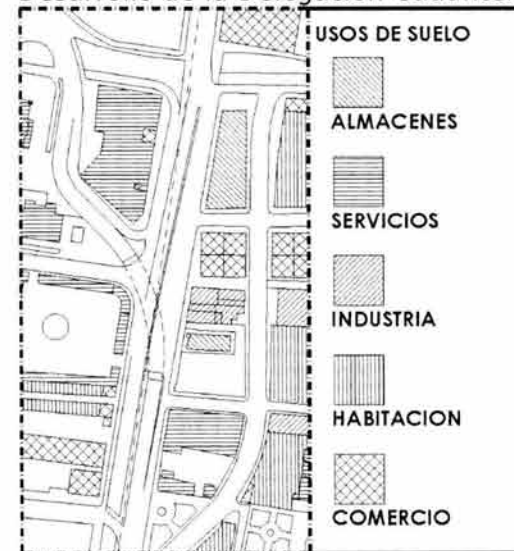 USOS DE SUELO
ALMACENES
SERVICIOS
INDUSTRIA
HABITACION
COMERCIO